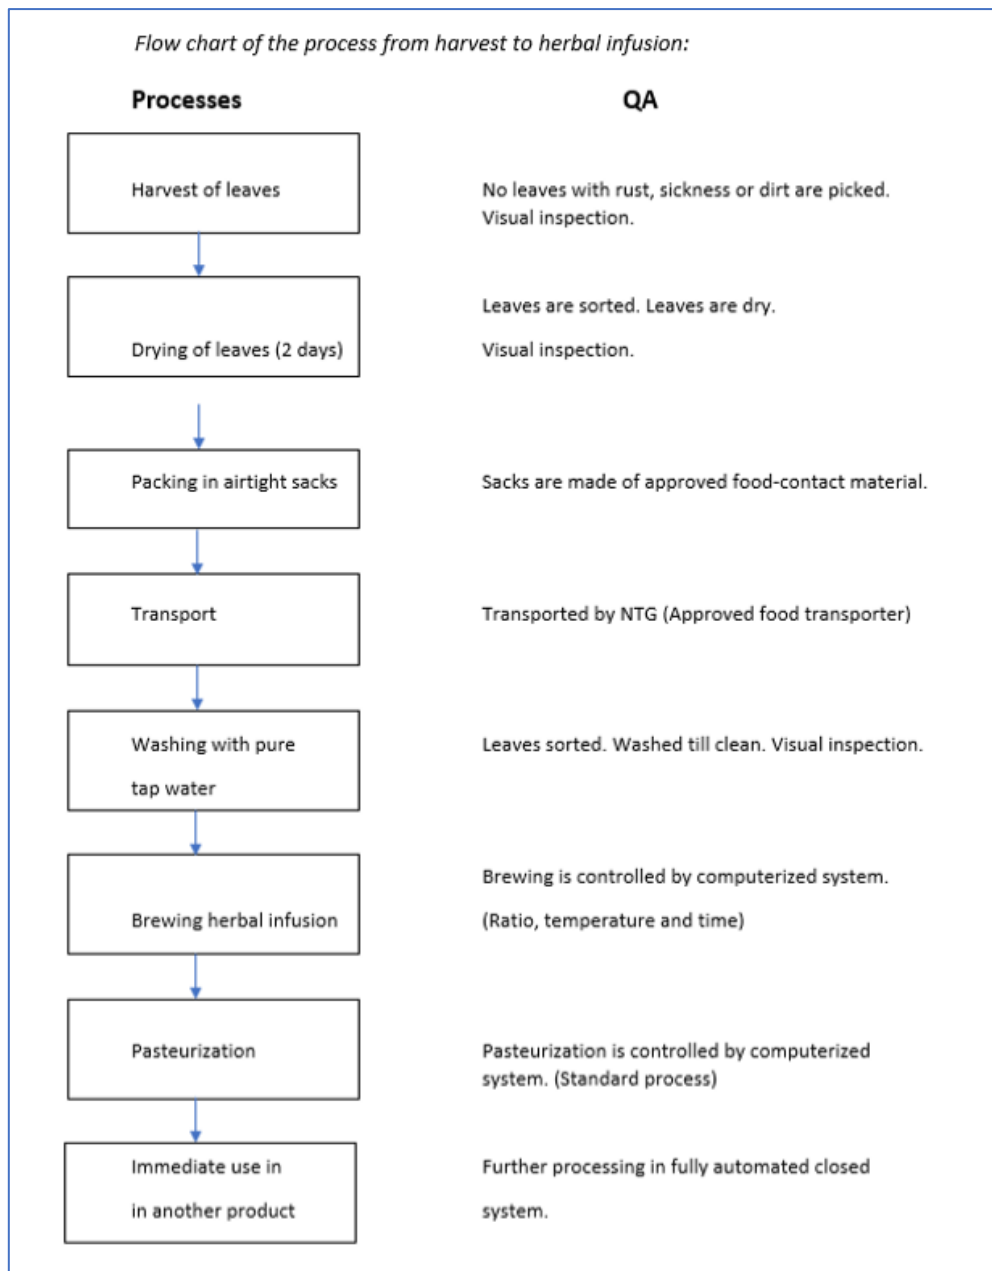 Flow chart of the process from harvest to herbal infusion:
Processes
QA
Harvest of leaves
No leaves with rust, sickness or dirt are picked.
Visual inspection.
Leaves are sorted. Leaves are dry.
Drying of leaves (2 days)
Visual inspection.
Packing in airtight sacks
Sacks are made of approved food-contact material.
Transport
Transported by NTG (Approved food transporter)
Washing with pure
tap water
Leaves sorted. Washed till clean. Visual inspection.
Brewing is controlled by computerized system.
Brewing herbal infusion
(Ratio, temperature and time)
Pasteurization
Pasteurization is controlled by computerized
system. (Standard process)
Immediate use in
in another product
Further processing in fully automated closed
system.